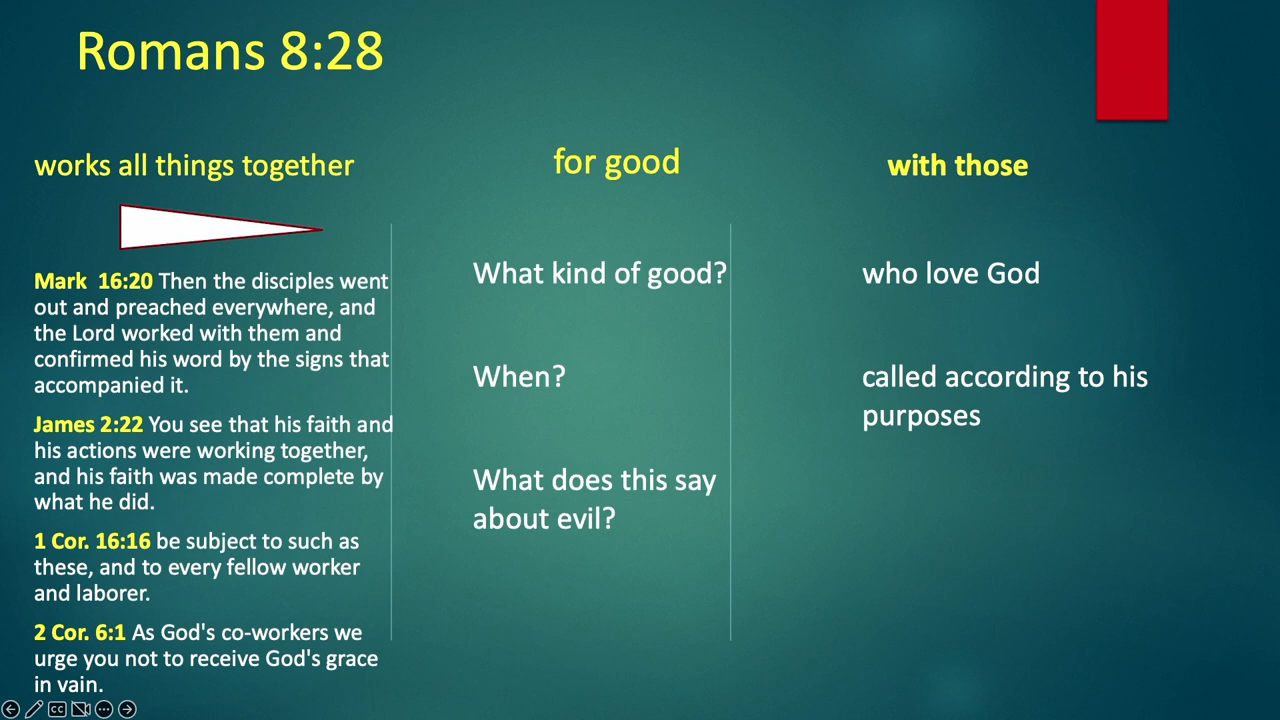 Romans 8:28
works all things together
Mark  16:20 Then the disciples went
out and preached everywhere, and
the Lord worked with them and
confirmed his word by the signs that
accompanied it.
James 2:22 You see that his faith and
his actions were working together,
and his faith was made complete by
what he did.
1 Cor. 16:16 be subject to such as
these, and to every fellow worker
and laborer.
2 Cor. 6:1 As God's co-workers we
urge you not to receive God's grace
in vain.
for good
What kind of good?
When?
What does this say
about evil?
with those
who love God
called according to his
purposes
CC